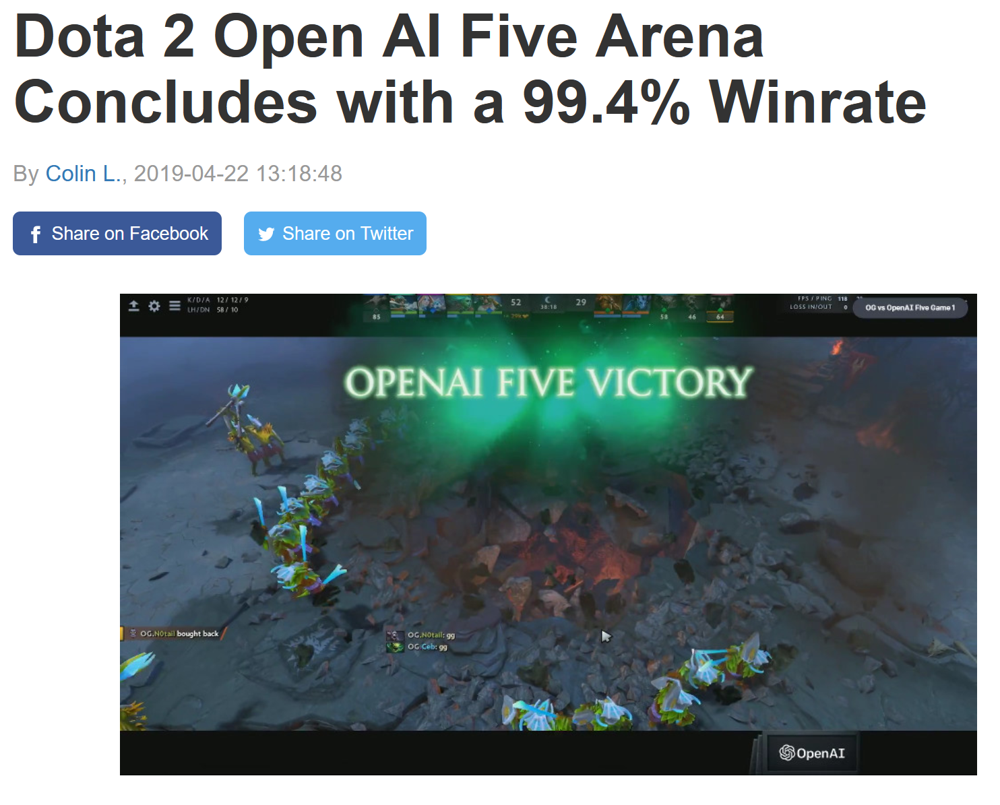 Dota 2 Open AI Five Arena
Concludes with a 99.4% Winrate
By Colin L., 2019-04-22 13:18:48
Share on Facebook
Share on Twitter
K/D/A 12/ 12/ 9
LH/DN 58 / 10
85
52
38:18
29
58
46
64
FPS / PING 118
LOSS IN/OUT 0
OG vs OpenAI Five Game 1
OPENAI FIVE VICTORY
OG.N0tail bought back
OG.N0tail: gg
OG Ceb: gg
OpenAI